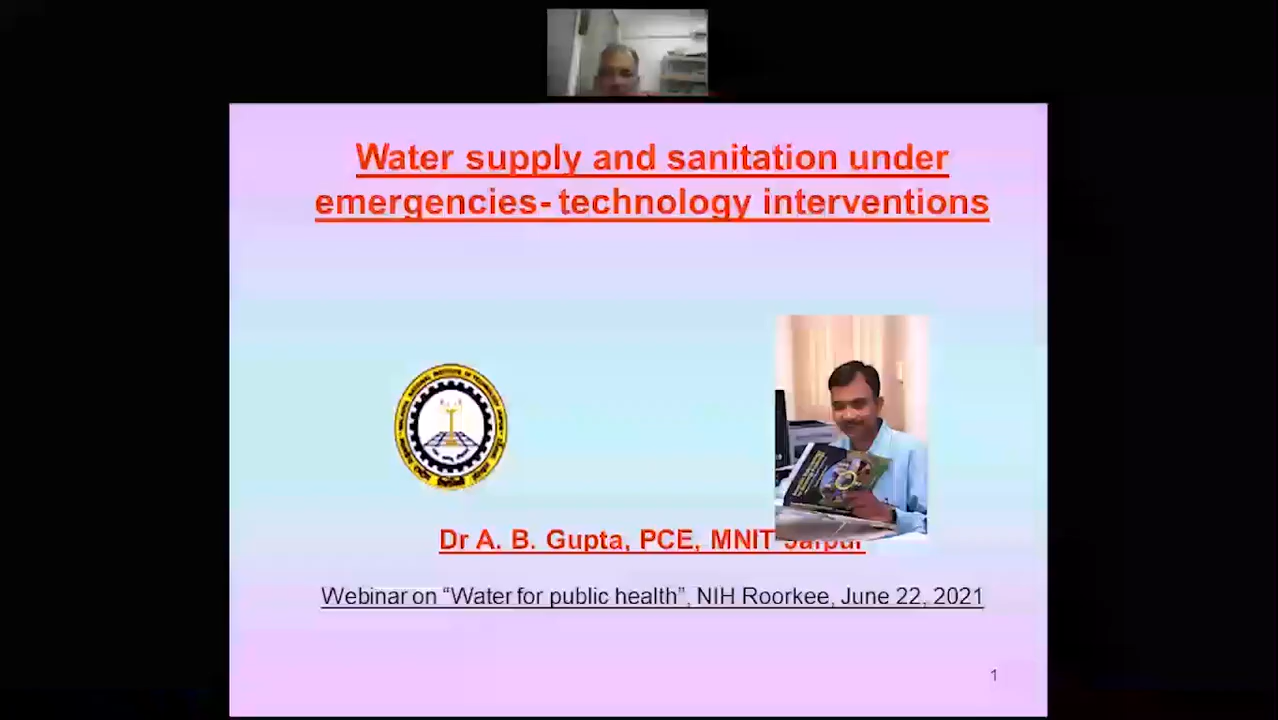 Water supply and sanitation under
emergencies- technology interventions
Dr A. B. Gupta, PCE, MNIT Jaipur
Webinar on “Water for public health”, NIH Roorkee, June 22, 2021
1